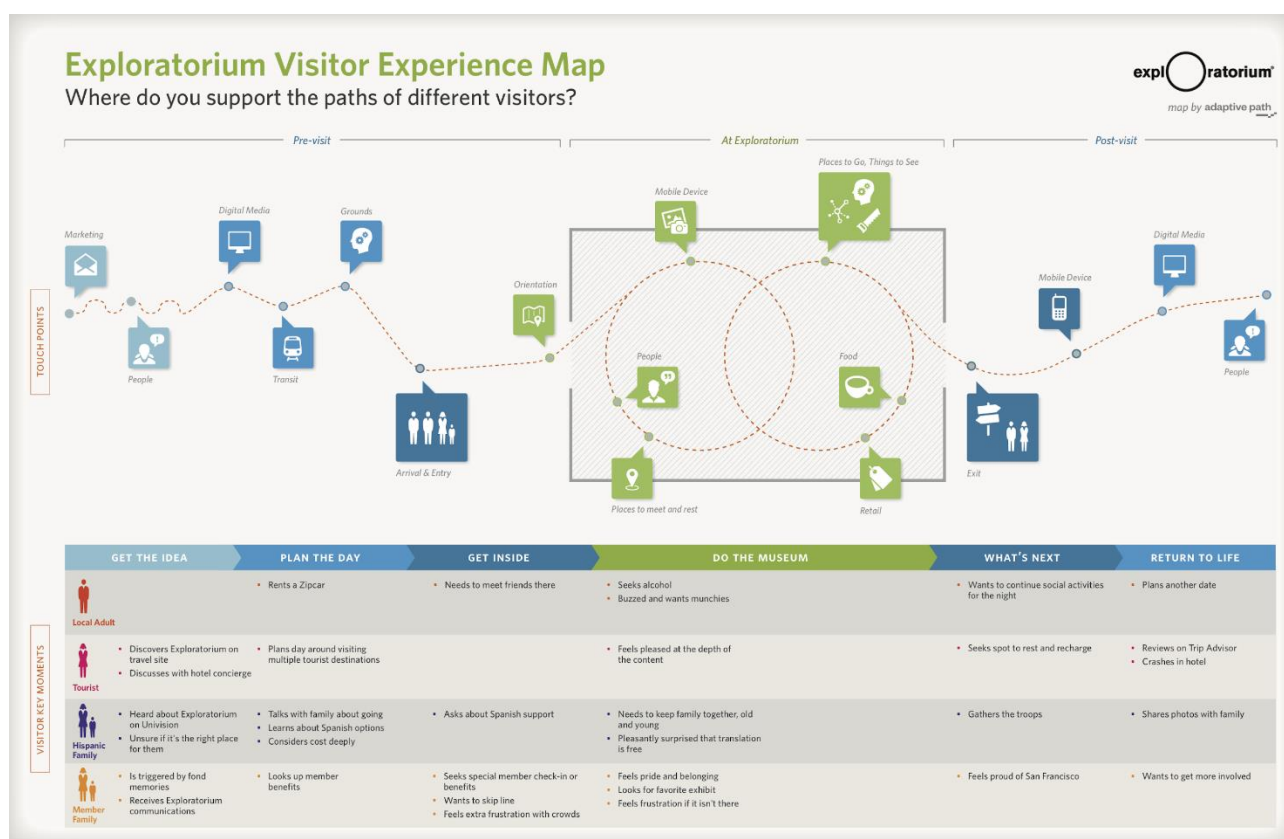 Exploratorium Visitor Experience Map
Where do you support the paths of different visitors?
expl ratorium®
map by adaptive path
Pre-visit
At Exploratorium
Post-visit
TOUCH POINTS
Marketing
People
Digital Media
Transit
Grounds
Arrival & Entry
Orientation
Mobile Device
Places to Go, Things to See
People
Food
Places to meet and rest
Retail
Exit
Mobile Device
Digital Media
People
GET THE IDEA
PLAN THE DAY
GET INSIDE
DO THE MUSEUM
WHAT'S NEXT
RETURN TO LIFE
VISITOR KEY MOMENTS
Local Adult
• Rents a Zipcar
• Needs to meet friends there
• Seeks alcohol
• Buzzed and wants munchies
• Wants to continue social activities
for the night
• Plans another date
Tourist
• Discovers Exploratorium on
travel site
• Discusses with hotel concierge
• Plans day around visiting
multiple tourist destinations
• Feels pleased at the depth of
the content
• Seeks spot to rest and recharge
• Reviews on Trip Advisor
• Crashes in hotel
Hispanic
Family
• Heard about Exploratorium
on Univision
• Unsure if it's the right place
for them
• Talks with family about going
• Learns about Spanish options
• Considers cost deeply
• Asks about Spanish support
• Needs to keep family together, old
and young
• Pleasantly surprised that translation
is free
• Gathers the troops
• Shares photos with family
Member
Family
• Is triggered by fond
memories
• Receives Exploratorium
communications
• Looks up member
benefits
• Seeks special member check-in or
benefits
• Wants to skip line
• Feels extra frustration with crowds
• Feels pride and belonging
• Looks for favorite exhibit
• Feels frustration if it isn't there
• Feels proud of San Francisco
• Wants to get more involved